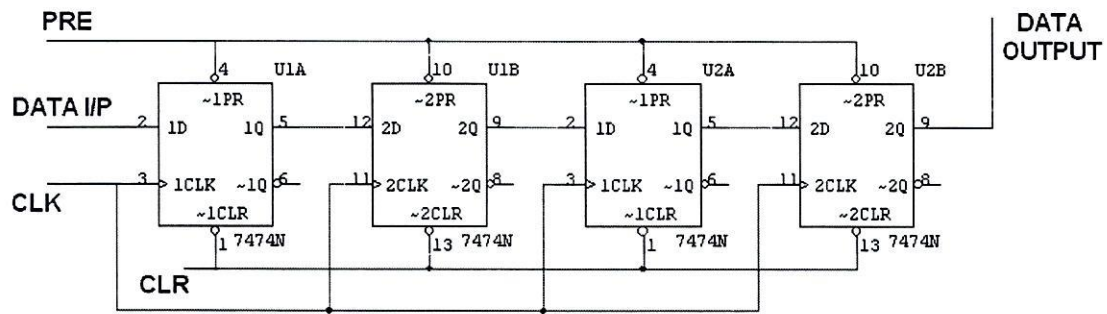 PRE
DATA
OUTPUT
4 U1A 10 U1B 4 U2A 10 U2B
~1PR ~2PR ~1PR ~2PR
DATA I/P
2 1D 1Q 5 12 2D 2Q 9 2 1D 1Q 5 12 2D 2Q 9
3 1CLK ~1Q 6 11 2CLK ~2Q 8 3 1CLK ~1Q 6 11 2CLK ~2Q 8
CLK
~1CLR ~2CLR ~1CLR ~2CLR
1 7474N 13 7474N 1 7474N 13 7474N
CLR